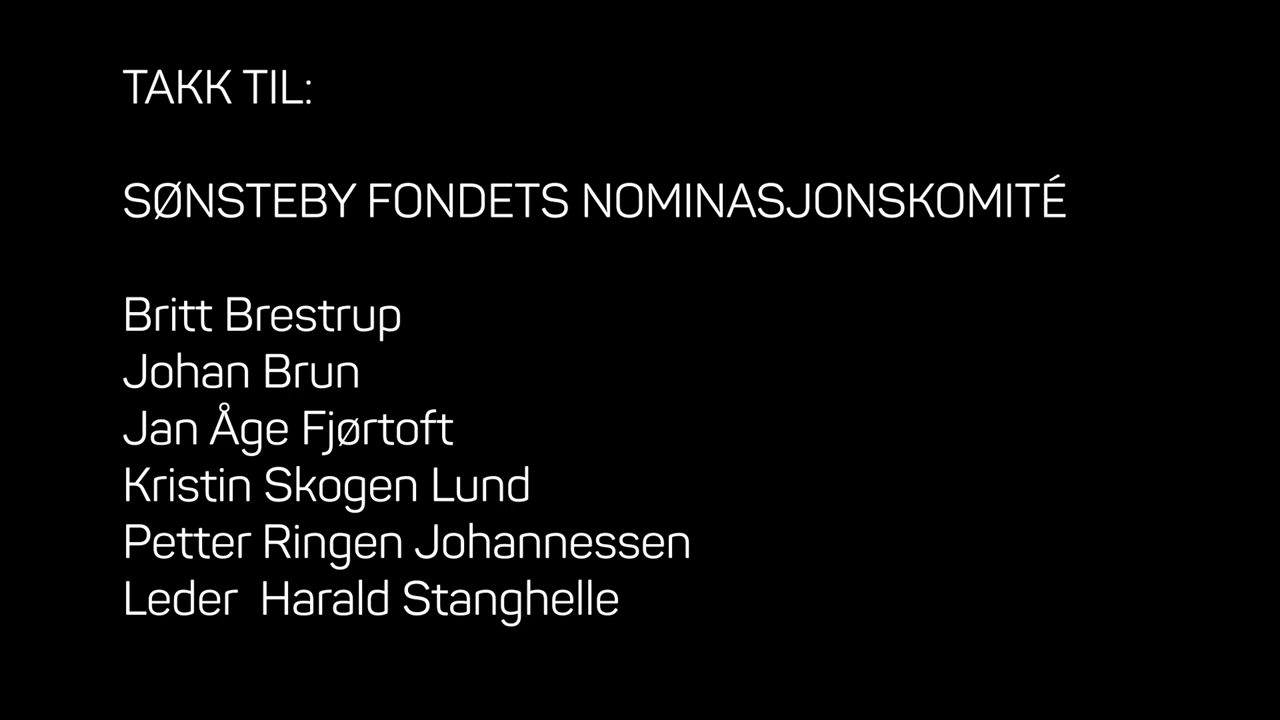 TAKK TIL:
SØNSTEBY FONDETS NOMINASJONSKOMITÉ
Britt Brestrup
Johan Brun
Jan Åge Fjørtoft
Kristin Skogen Lund
Petter Ringen Johannessen
Leder  Harald Stanghelle